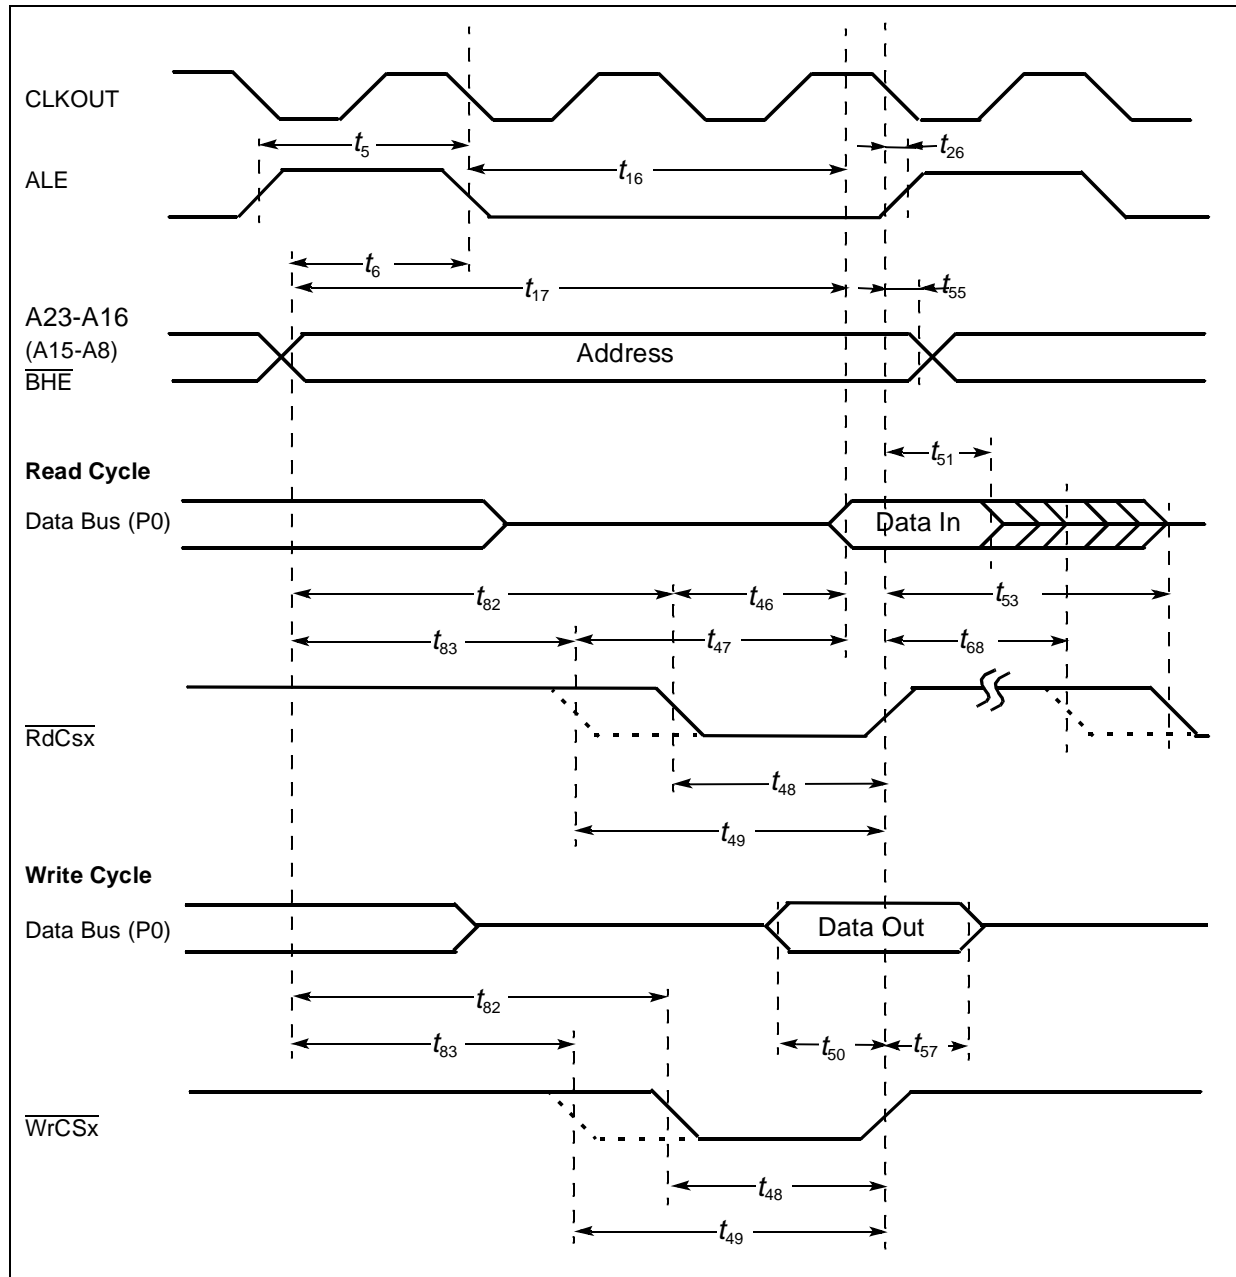 CLKOUT
t5
t26
ALE
t16
t6
t17
t55
A23-A16
(A15-A8)
Address
BHE
t51
Read Cycle
Data Bus (P0)
Data In
t82
t46
t53
t83
t47
t68
RdCsx
t48
t49
Write Cycle
Data Bus (P0)
Data Out
t82
t83
t50
t57
WrCSx
t48
t49